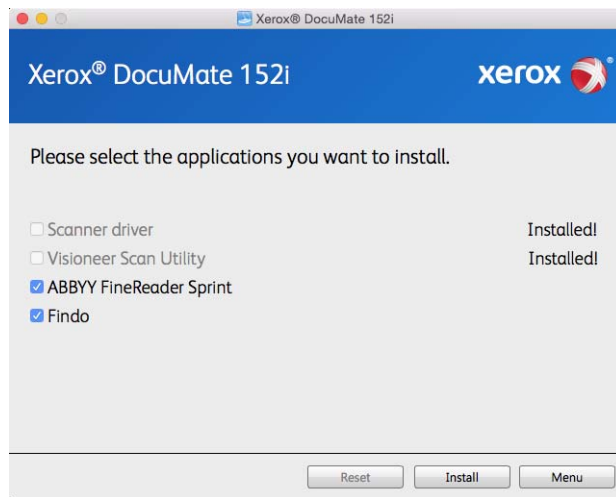 Xerox® DocuMate 152i
Xerox® DocuMate 152i
xerox ®
Please select the applications you want to install.
Scanner driver Installed!
Visioneer Scan Utility Installed!
ABBYY FineReader Sprint
Findo
Reset Install Menu